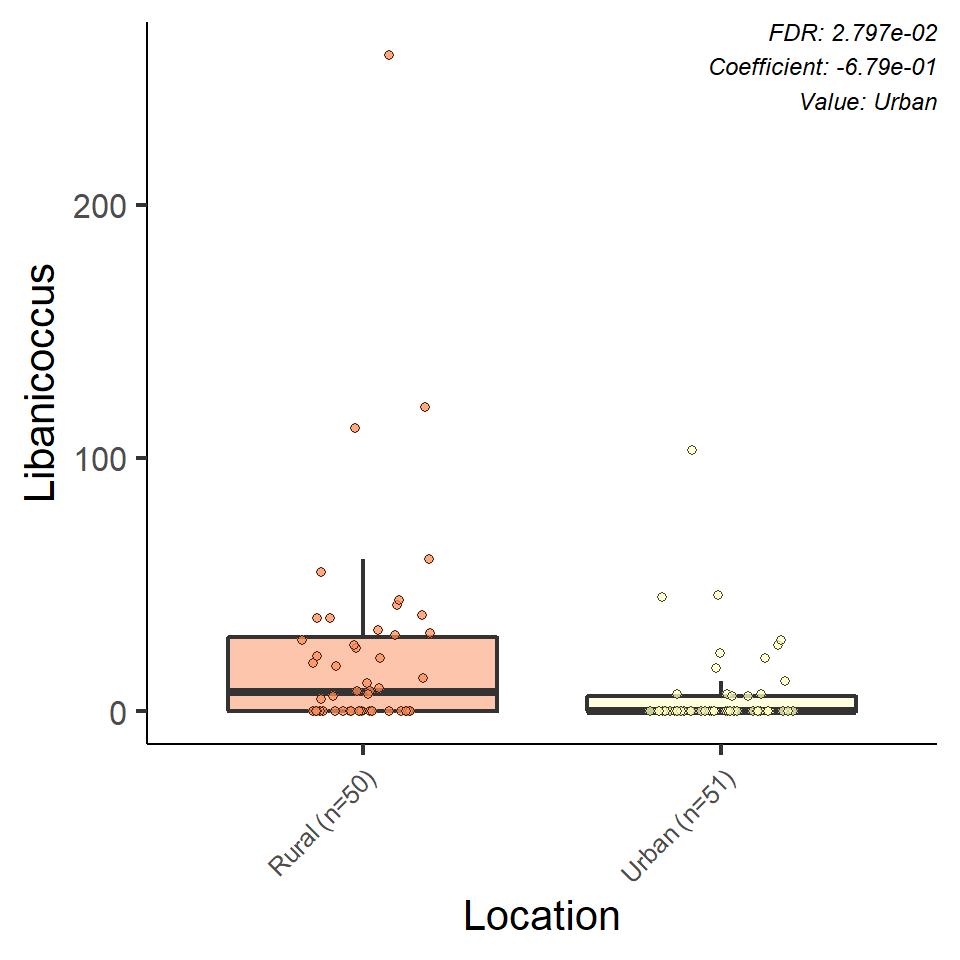 FDR: 2.797e-02
Coefficient: -6.79e-01
Value: Urban
200
100
0
Libanicoccus
Rural (n=50)
Urban (n=51)
Location